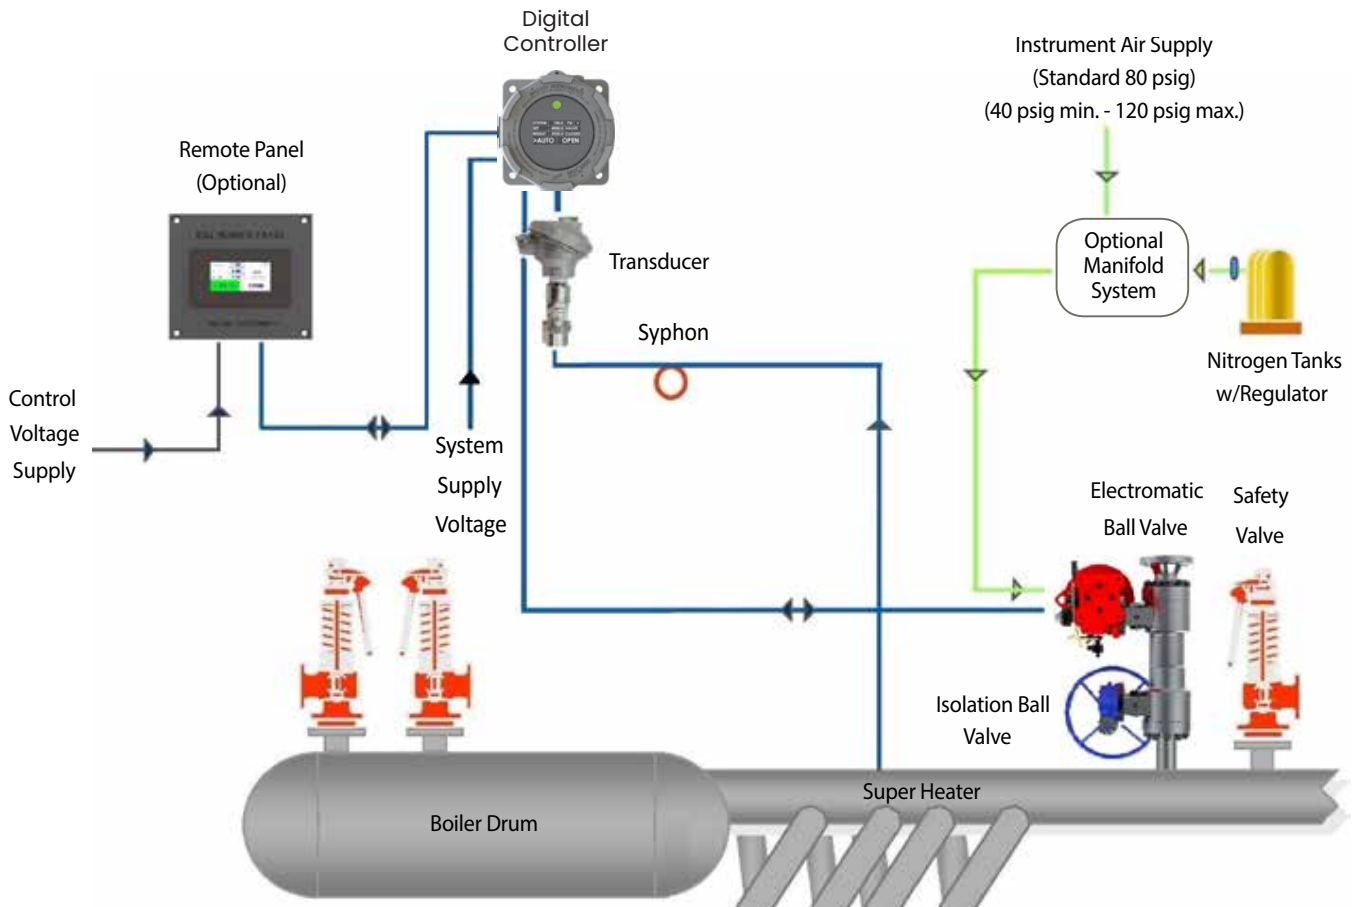 Digital
Controller
Instrument Air Supply
(Standard 80 psig)
(40 psig min. - 120 psig max.)
Remote Panel
(Optional)
>AUTO OPEN
Optional
Manifold
System
Transducer
Syphon
Nitrogen Tanks
w/Regulator
Control
Voltage
Supply
System
Supply
Voltage
Electromatic
Ball Valve
Safety
Valve
Isolation Ball
Valve
Super Heater
Boiler Drum